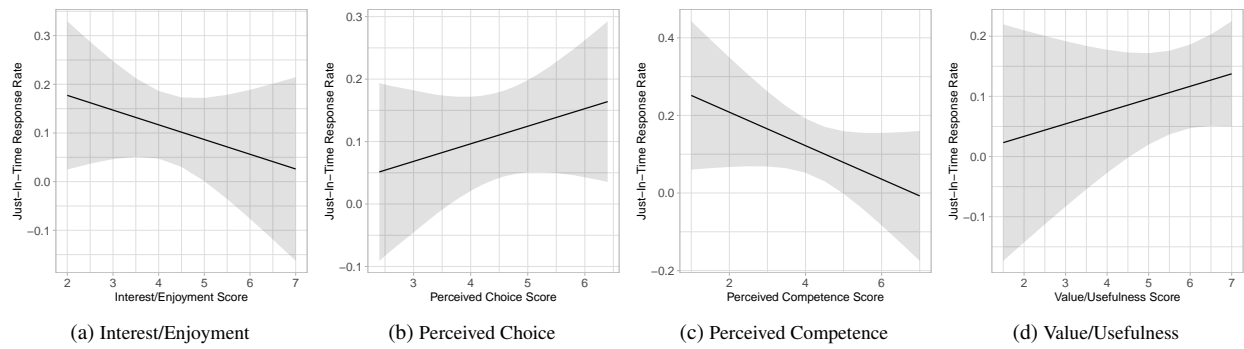 Just−In−Time Response Rate
0.3
0.2
0.1
0.0
−0.1
2 3 4 5 6 7
Interest/Enjoyment Score
(a) Interest/Enjoyment
Just−In−Time Response Rate
0.3
0.2
0.1
0.0
−0.1
3 4 5 6
Perceived Choice Score
(b) Perceived Choice
Just−In−Time Response Rate
0.4
0.2
0.0
−0.2
2 4 6
Perceived Competence Score
(c) Perceived Competence
Just−In−Time Response Rate
0.2
0.1
0.0
−0.1
2 3 4 5 6 7
Value/Usefulness Score
(d) Value/Usefulness